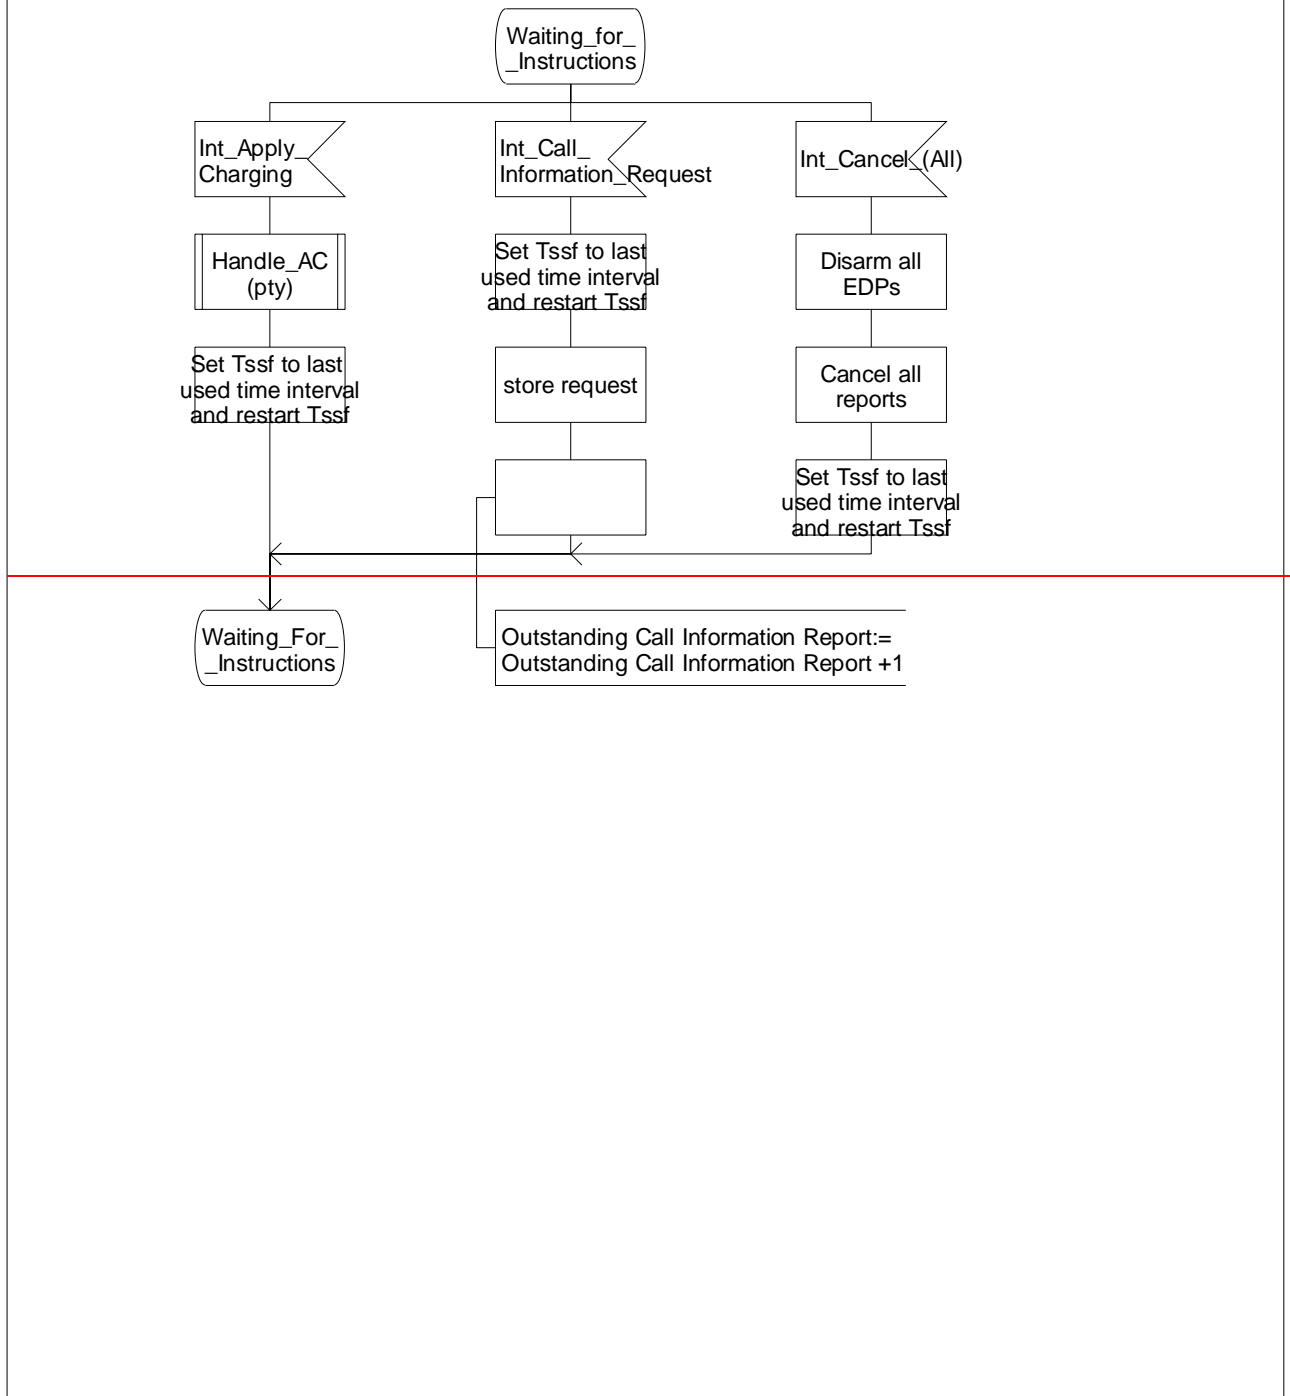 Waiting_for_
_Instructions
Int_Apply_
Charging
Int_Call_
Information_Request
Int_Cancel_(All)
Handle_AC
(pty)
Set Tssf to last
used time interval
and restart Tssf
Disarm all
EDPs
Set Tssf to last
used time interval
and restart Tssf
store request
Cancel all
reports
Set Tssf to last
used time interval
and restart Tssf
Waiting_For_
_Instructions
Outstanding Call Information Report:=
Outstanding Call Information Report +1